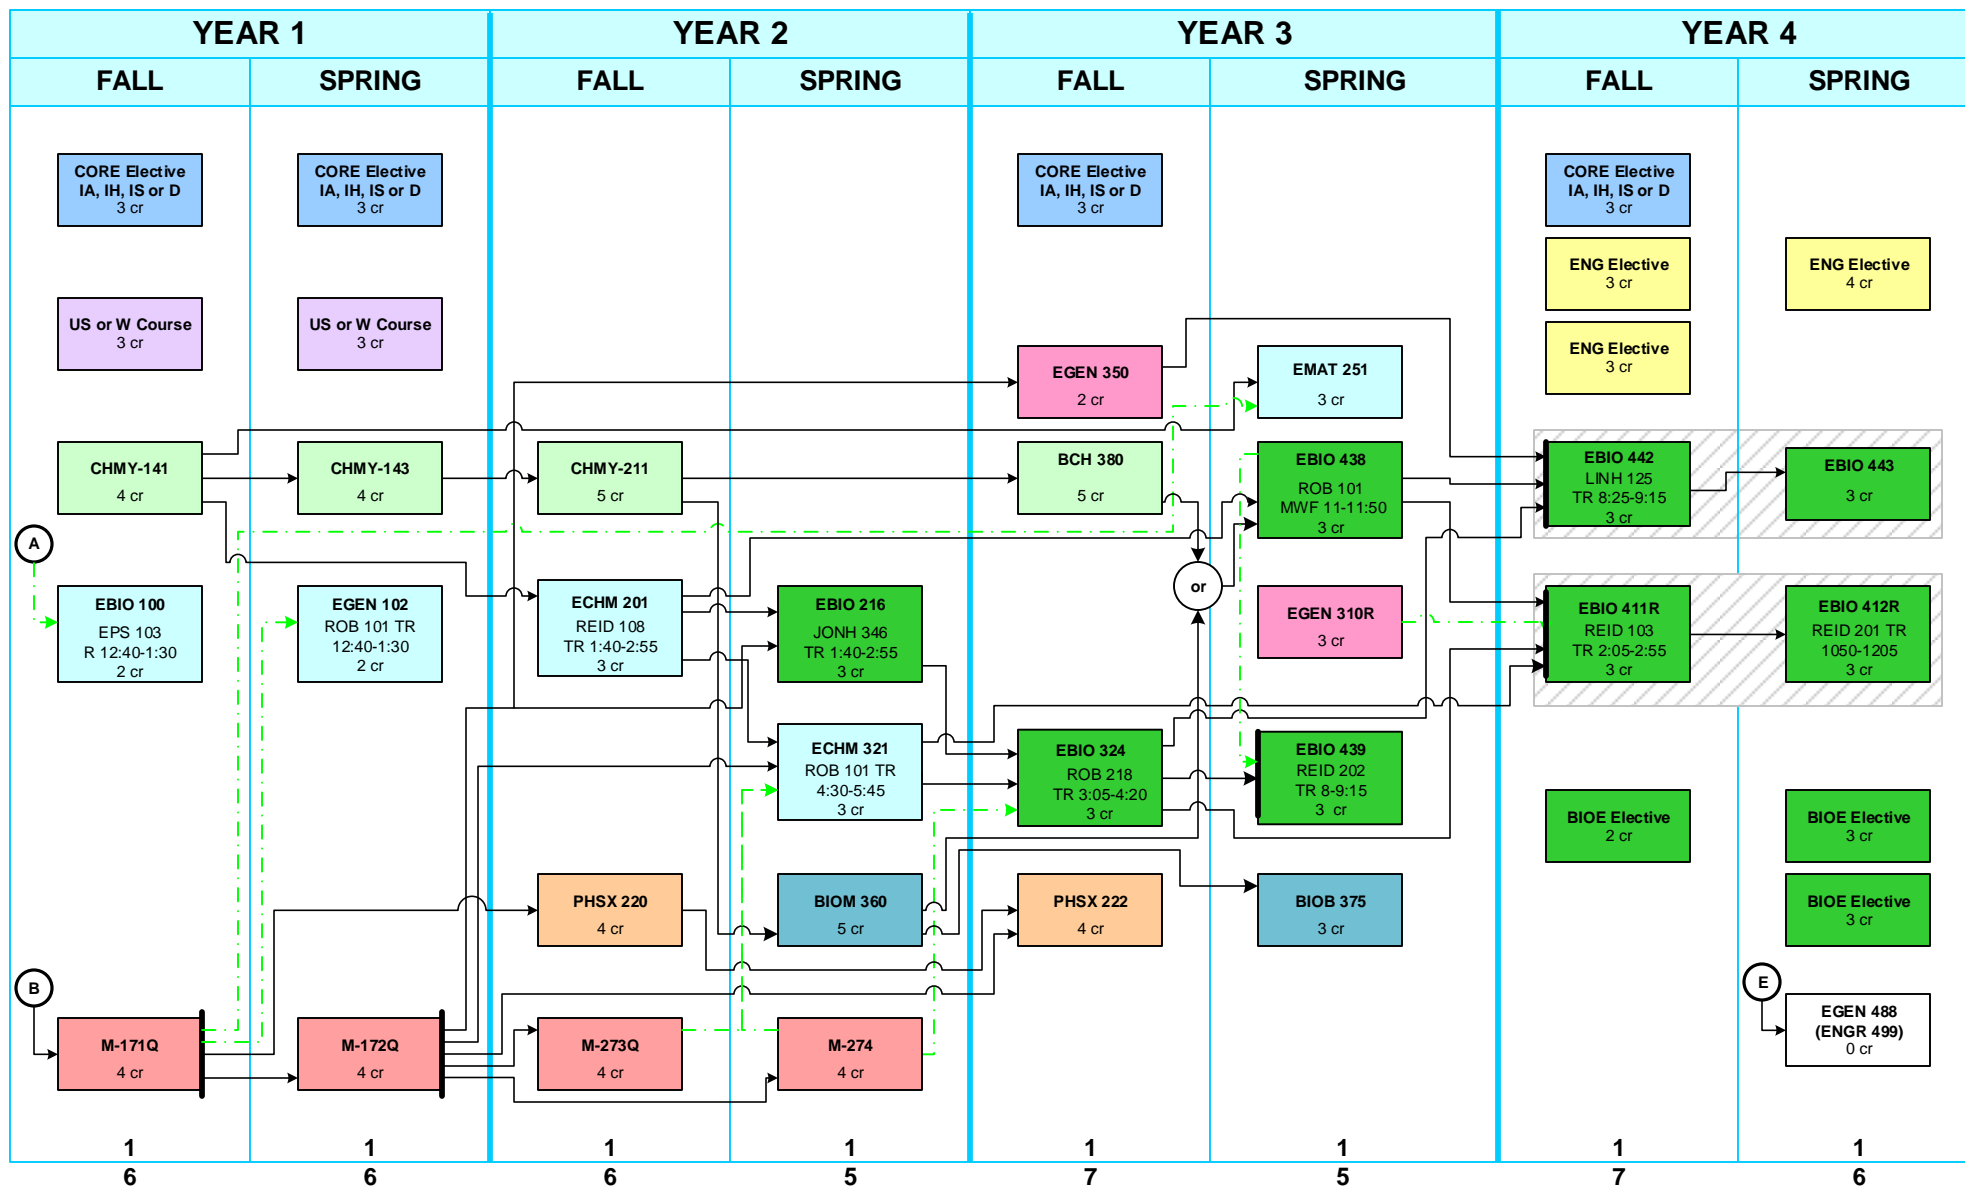 YEAR 1
YEAR 2
YEAR 3
YEAR 4
FALL
SPRING
FALL
SPRING
FALL
SPRING
FALL
SPRING
CORE Elective
IA, IH, IS or D
3 cr
US or W Course
3 cr
CHMY-141
4 cr
A
EBIO 100
EPS 103
R 12:40-1:30
2 cr
B
M-171Q
4 cr
1
6
CORE Elective
IA, IH, IS or D
3 cr
US or W Course
3 cr
CHMY-143
4 cr
EGEN 102
ROB 101 TR
12:40-1:30
2 cr
M-172Q
4 cr
1
6
CHMY-211
5 cr
ECHM 201
REID 108
TR 1:40-2:55
3 cr
PHSX 220
4 cr
M-273Q
4 cr
1
6
EBIO 216
JONH 346
TR 1:40-2:55
3 cr
ECHM 321
ROB 101 TR
4:30-5:45
3 cr
BIOM 360
5 cr
M-274
4 cr
1
5
CORE Elective
IA, IH, IS or D
3 cr
EGEN 350
2 cr
BCH 380
5 cr
or
EBIO 324
ROB 218
TR 3:05-4:20
3 cr
PHSX 222
4 cr
1
7
EMAT 251
3 cr
EBIO 438
ROB 101
MWF 11-11:50
3 cr
EGEN 310R
3 cr
EBIO 439
REID 202
TR 8-9:15
3 cr
BIOB 375
3 cr
1
5
CORE Elective
IA, IH, IS or D
3 cr
ENG Elective
3 cr
ENG Elective
3 cr
EBIO 442
LINH 125
TR 8:25-9:15
3 cr
EBIO 411R
REID 103
TR 2:05-2:55
3 cr
BIOE Elective
2 cr
1
7
ENG Elective
4 cr
EBIO 443
3 cr
EBIO 412R
REID 201 TR
1050-1205
3 cr
BIOE Elective
3 cr
BIOE Elective
3 cr
E
EGEN 488
(ENGR 499)
0 cr
1
6